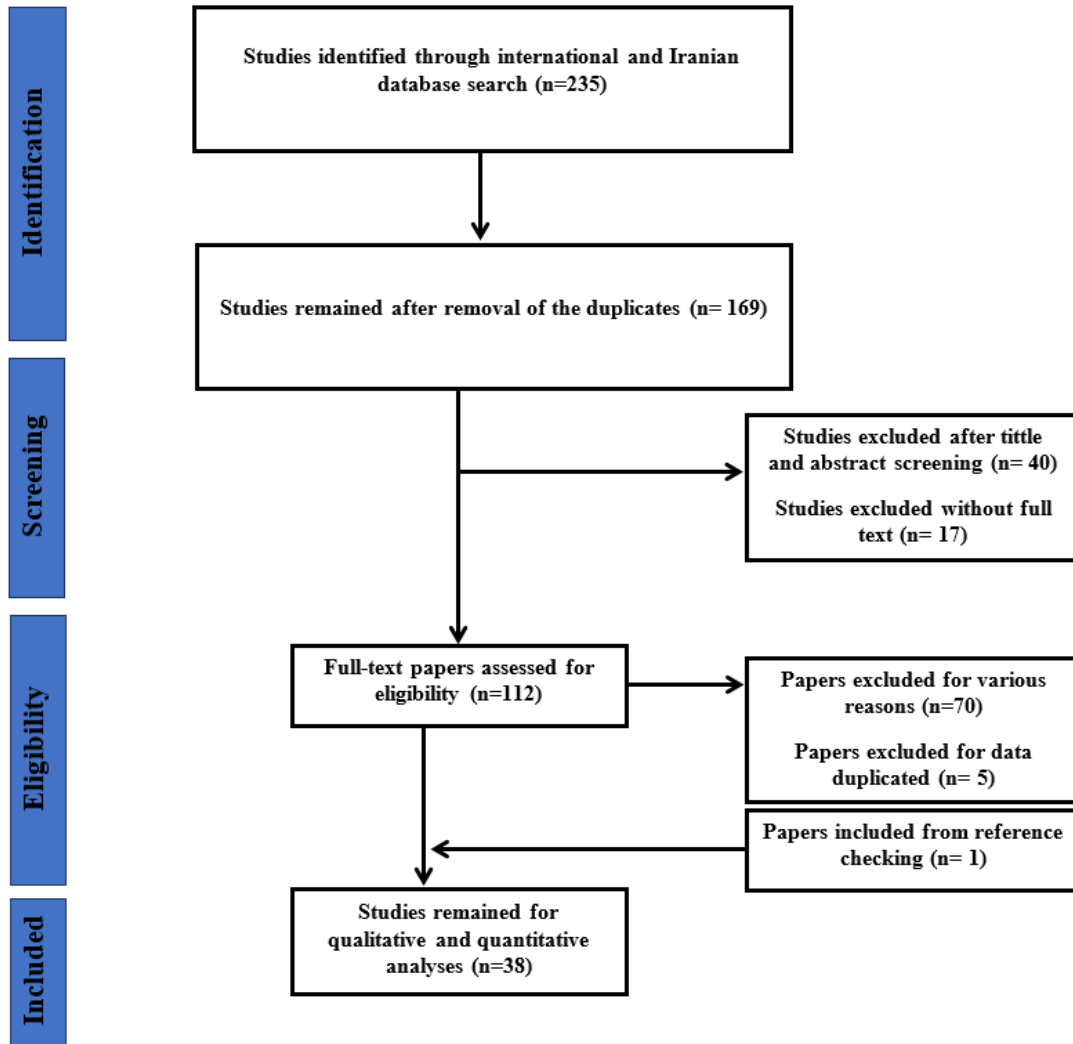 Identification
Studies identified through international and Iranian
database search (n=235)
Studies remained after removal of the duplicates (n= 169)
Screening
Studies excluded after tittle
and abstract screening (n= 40)
Studies excluded without full
text (n= 17)
Eligibility
Full-text papers assessed for
eligibility (n=112)
Papers excluded for various
reasons (n=70)
Papers excluded for data
duplicated (n= 5)
Papers included from reference
checking (n= 1)
Included
Studies remained for
qualitative and quantitative
analyses (n=38)